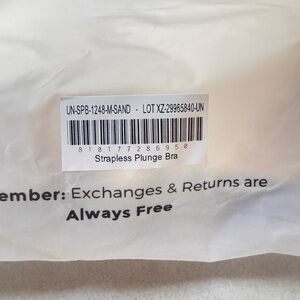 UN-SPB-1248-M-SAND - LOT XZ-29965840-UN
810177286950
Strapless Plunge Bra
ember: Exchanges & Returns are
Always Free